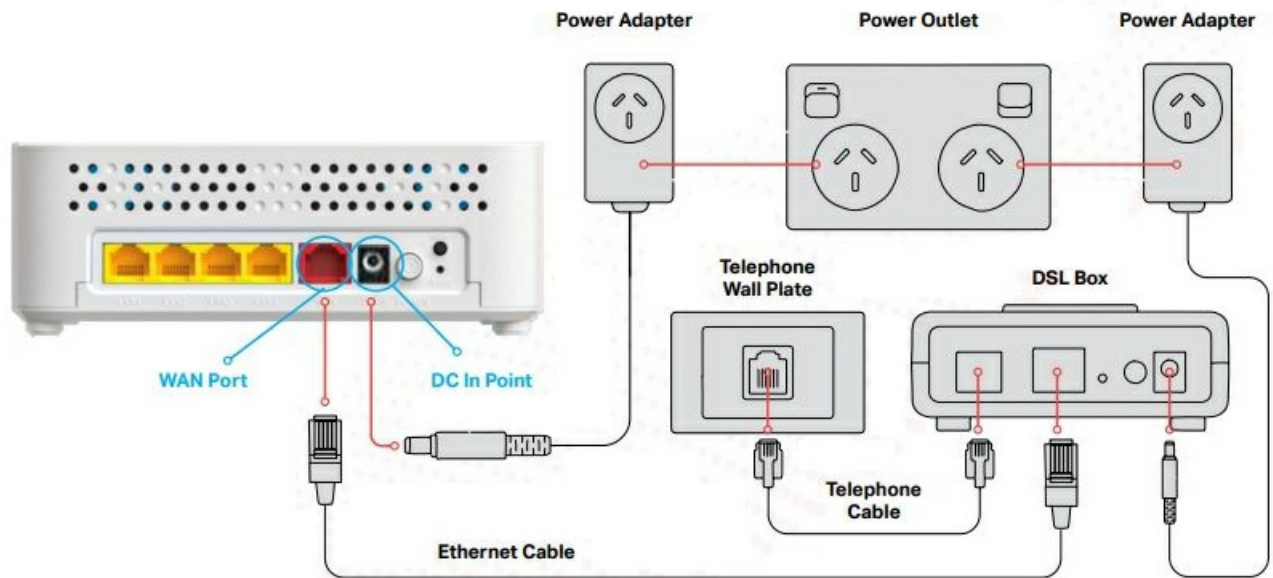 Power Adapter
Power Outlet
Power Adapter
Telephone
Wall Plate
DSL Box
WAN Port
DC In Point
Telephone
Cable
Ethernet Cable